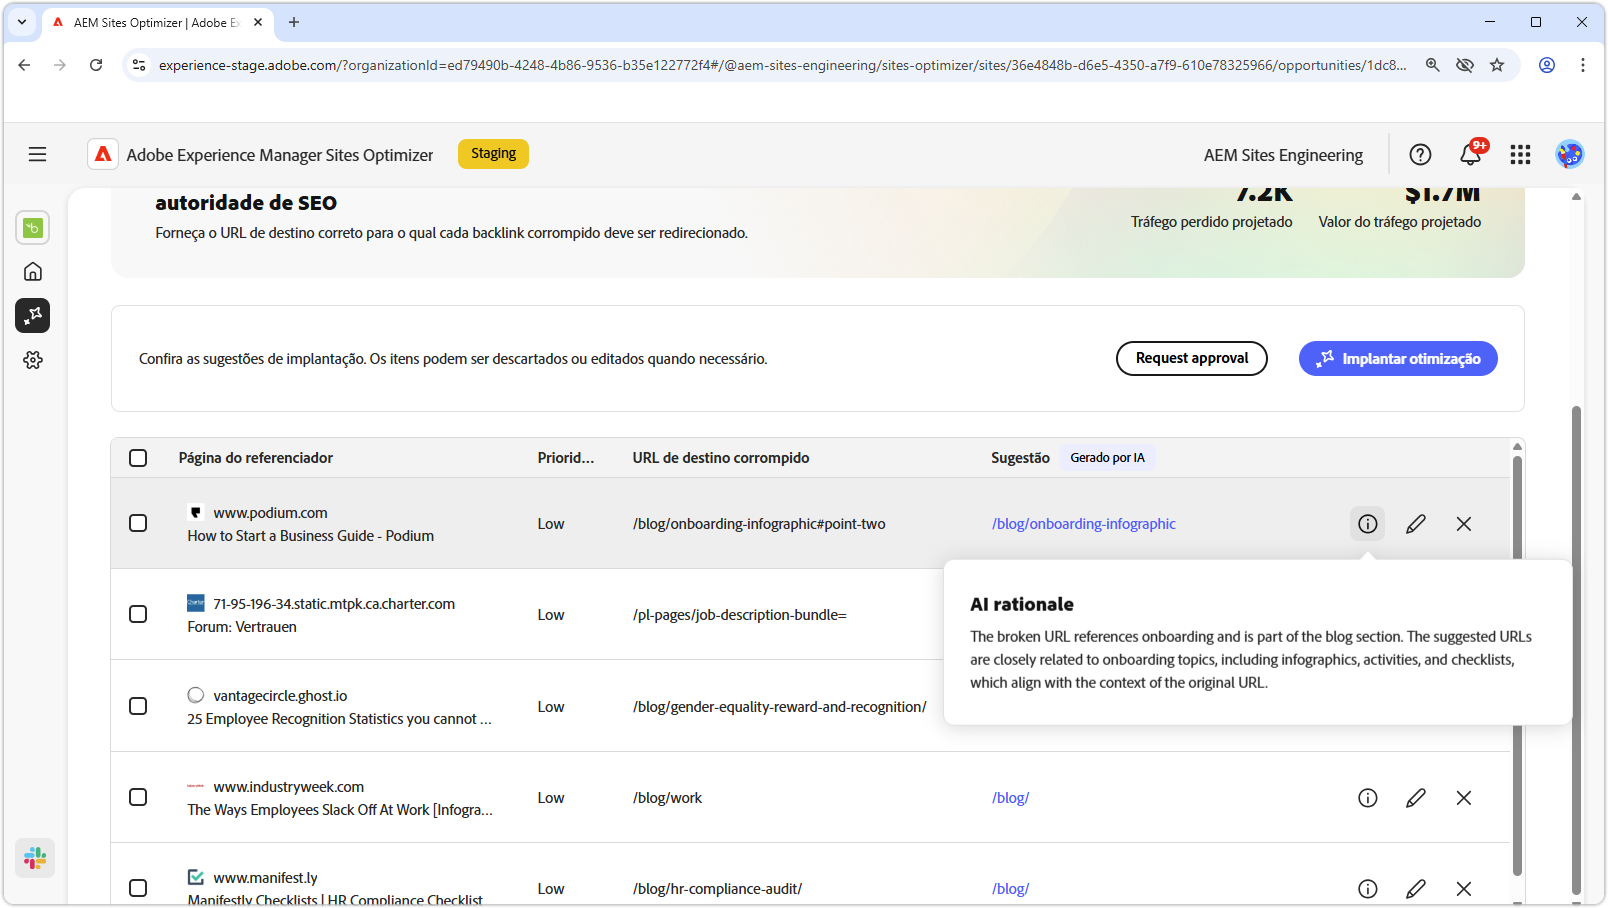 AEM Sites Optimizer | Adobe Ex
experience-stage.adobe.com/?organizationId=ed79490b-4248-4b86-9536-b35e122772f4#/@aem-sites-engineering/sites-optimizer/sites/36e4848b-d6e5-4350-a7f9-610e78325966/opportunities/1dc8...
Adobe Experience Manager Sites Optimizer
Staging
AEM Sites Engineering
9+
autoridade de SEO
Forneça o URL de destino correto para o qual cada backlink corrompido deve ser redirecionado.
7.2K
$1.7M
Tráfego perdido projetado
Valor do tráfego projetado
Confira as sugestões de implantação. Os itens podem ser descartados ou editados quando necessário.
Request approval
Implantar otimização
Página do referenciador
Priorid...
URL de destino corrompido
Sugestão
Gerado por IA
www.podium.com
How to Start a Business Guide - Podium
Low
/blog/onboarding-infographic#point-two
/blog/onboarding-infographic
AI rationale
The broken URL references onboarding and is part of the blog section. The suggested URLs
are closely related to onboarding topics, including infographics, activities, and checklists,
which align with the context of the original URL.
71-95-196-34.static.mtpk.ca.charter.com
Forum: Vertrauen
Low
/pl-pages/job-description-bundle=
vantagecircle.ghost.io
25 Employee Recognition Statistics you cannot ...
Low
/blog/gender-equality-reward-and-recognition/
www.industryweek.com
The Ways Employees Slack Off At Work [Infogra...
Low
/blog/work
/blog/
www.manifest.ly
Manifestly Checklists | HR Compliance Checklist
Low
/blog/hr-compliance-audit/
/blog/